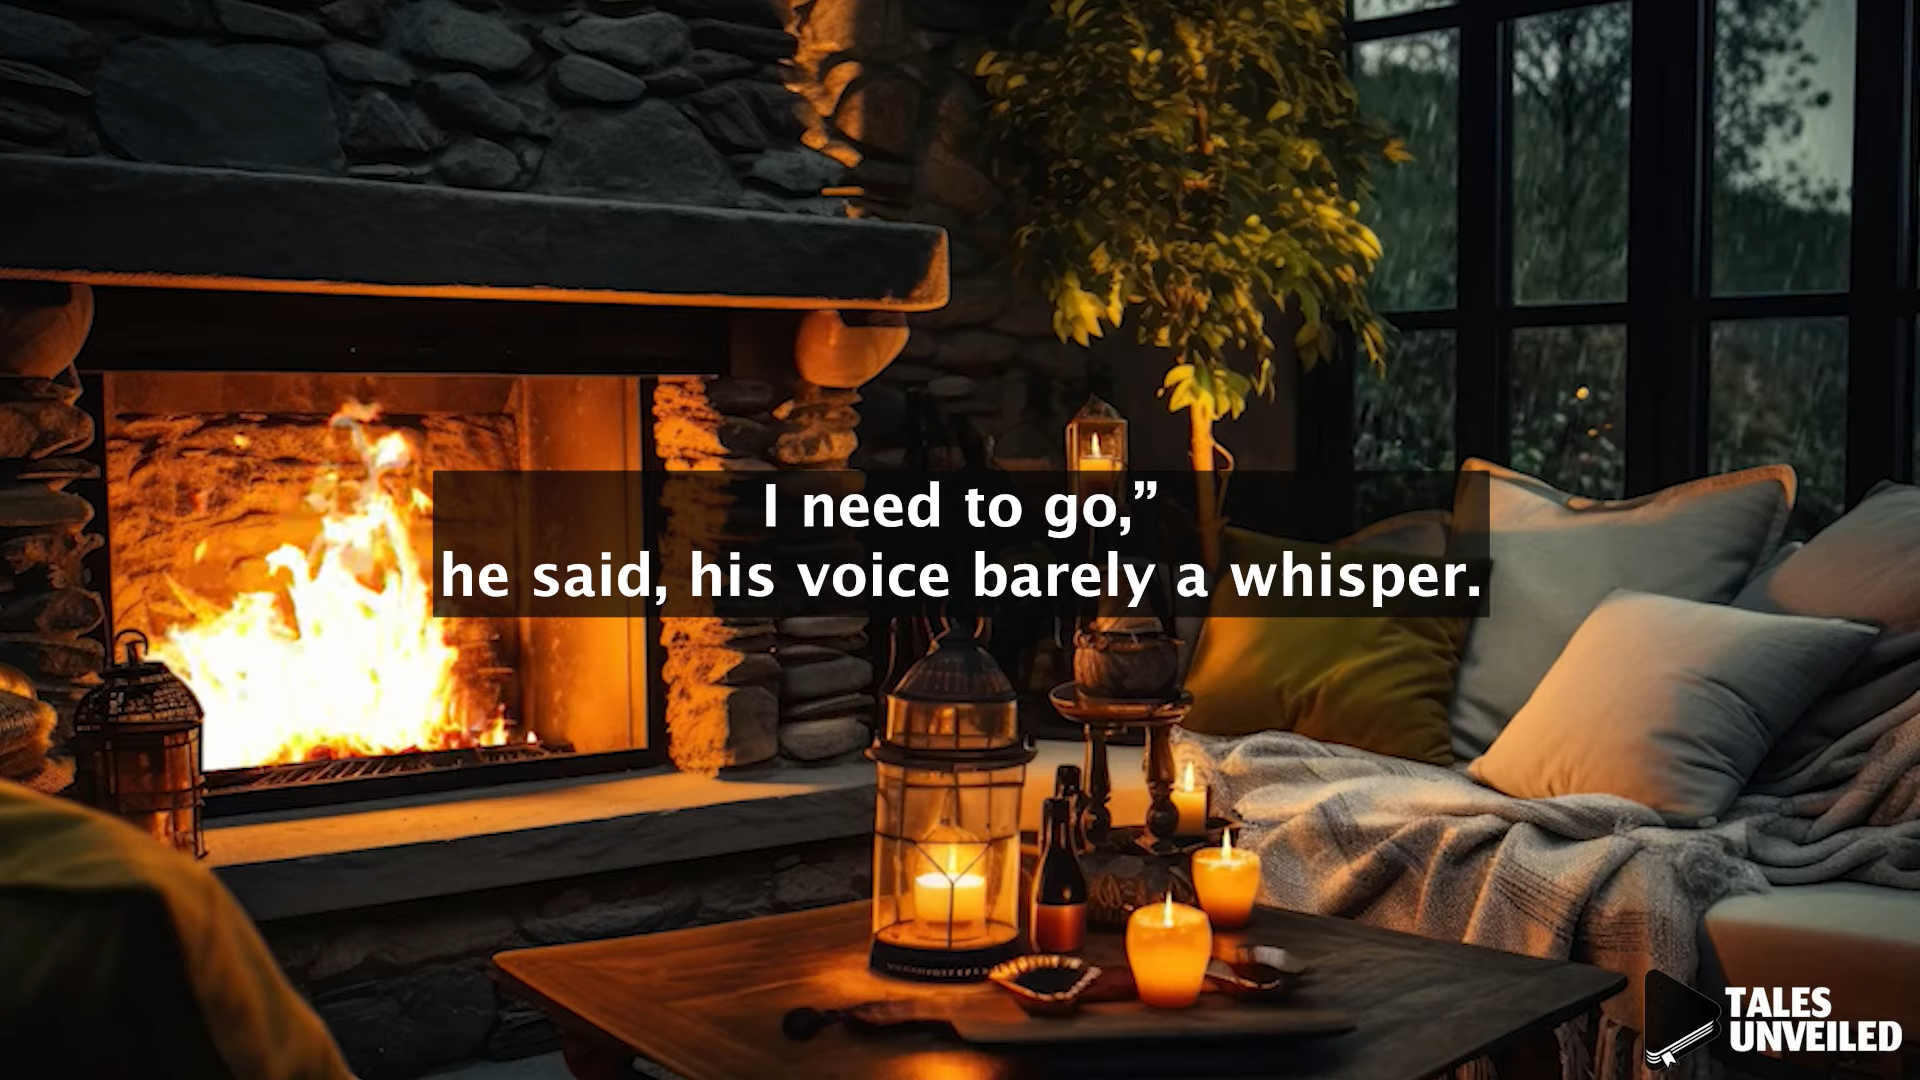 I need to go,”
he said, his voice barely a whisper.
TALES
UNVEILED